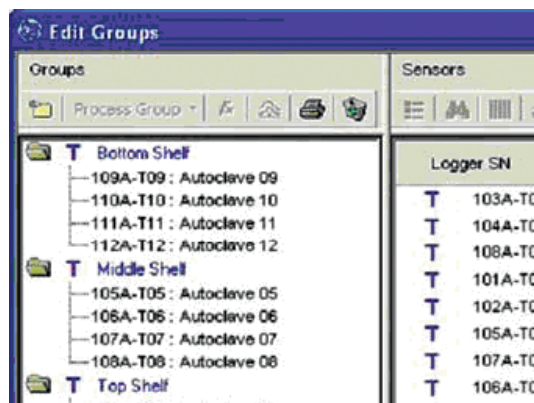 Edit Groups
Groups
Process Group
T Bottom Shelf
109A-T09 : Autoclave 09
110A-T10 : Autoclave 10
111A-T11 : Autoclave 11
112A-T12 : Autoclave 12
T Middle Shelf
105A-T05 : Autoclave 05
106A-T06 : Autoclave 06
107A-T07 : Autoclave 07
108A-T08 : Autoclave 08
T Top Shelf
Sensors
Logger SN
T 103A-T0
T 104A-T0
T 108A-T0
T 101A-T0
T 102A-T0
T 105A-T0
T 107A-T0
T 106A-T0